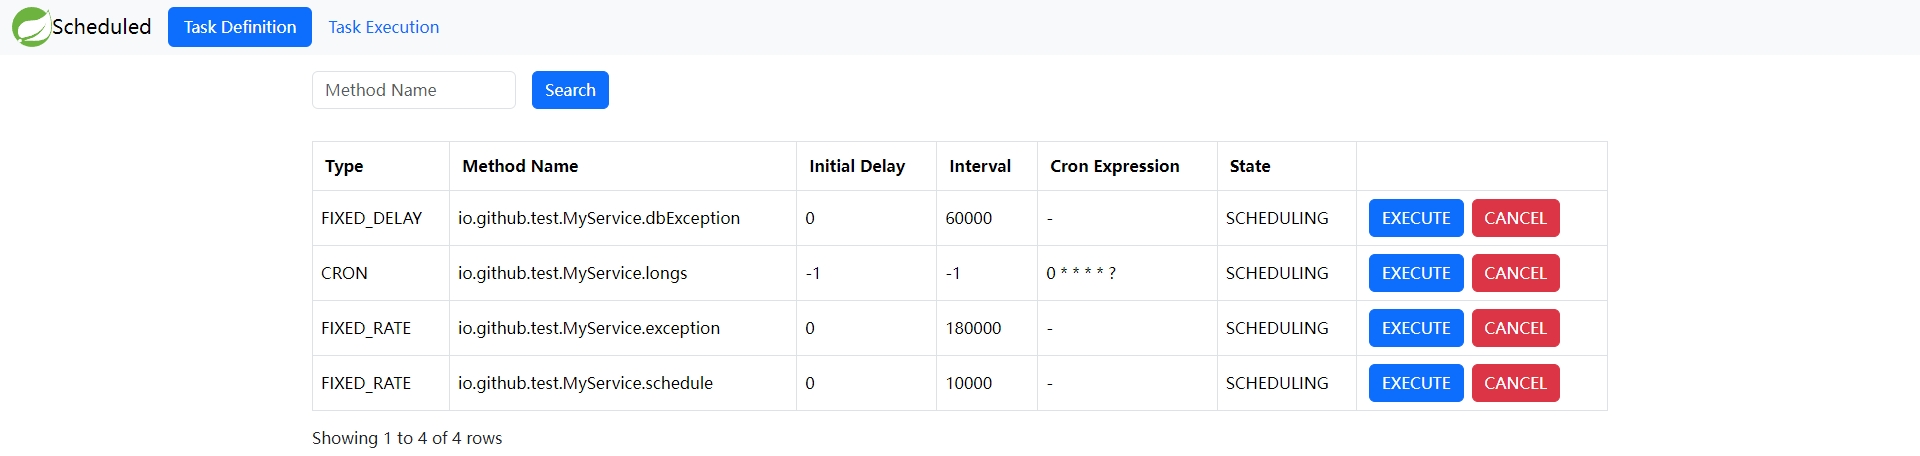 Scheduled Task Definition Task Execution
Method Name Search
Type Method Name Initial Delay Interval Cron Expression State
FIXED_DELAY io.github.test.MyService.dbException 0 60000 - SCHEDULING EXECUTE CANCEL
CRON io.github.test.MyService.longs -1 -1 0 * * * * ? SCHEDULING EXECUTE CANCEL
FIXED_RATE io.github.test.MyService.exception 0 180000 - SCHEDULING EXECUTE CANCEL
FIXED_RATE io.github.test.MyService.schedule 0 10000 - SCHEDULING EXECUTE CANCEL
Showing 1 to 4 of 4 rows